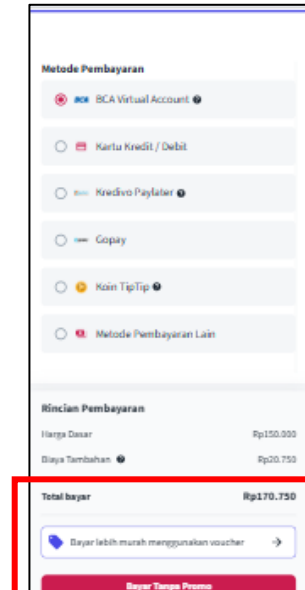 Metode Pembayaran
BCA BCA Virtual Account
Kartu Kredit / Debit
Kredivo Paylater
Gopay
Koin TipTip
Metode Pembayaran Lain
Rincian Pembayaran
Harga Dasar Rp150.000
Biaya Tambahan Rp20.750
Total bayar Rp170.750
Bayar lebih murah menggunakan voucher
Bayar Tanpa Promo